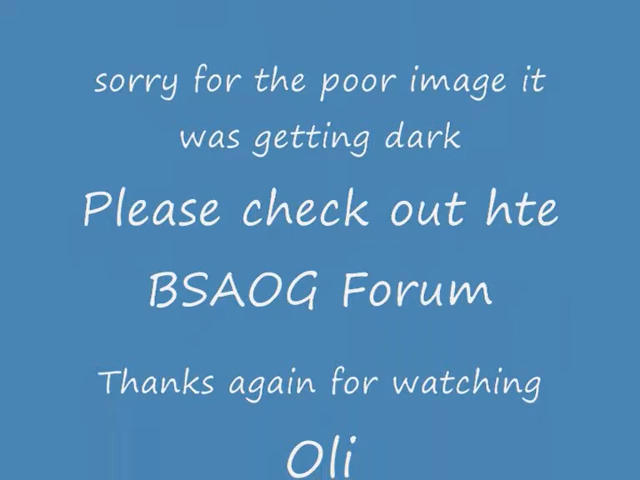 sorry for the poor image it
was getting dark
Please check out hte
BSAOG Forum
Thanks again for watching
Oli